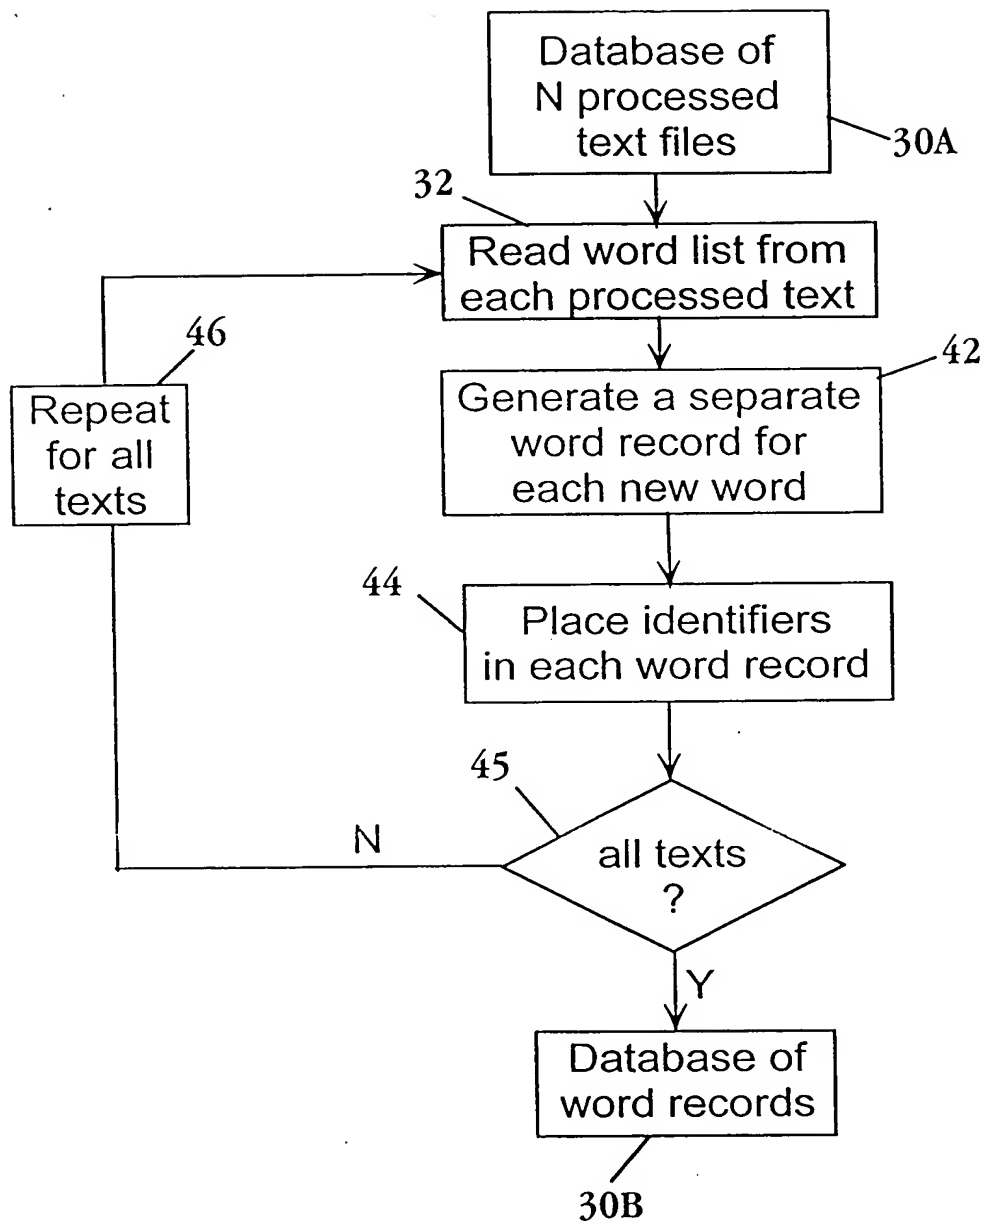 Database of
N processed
text files
30A
32
Read word list from
each processed text
46
Repeat
for all
texts
42
Generate a separate
word record for
each new word
44
Place identifiers
in each word record
45
N
all texts
?
Y
Database of
word records
30B